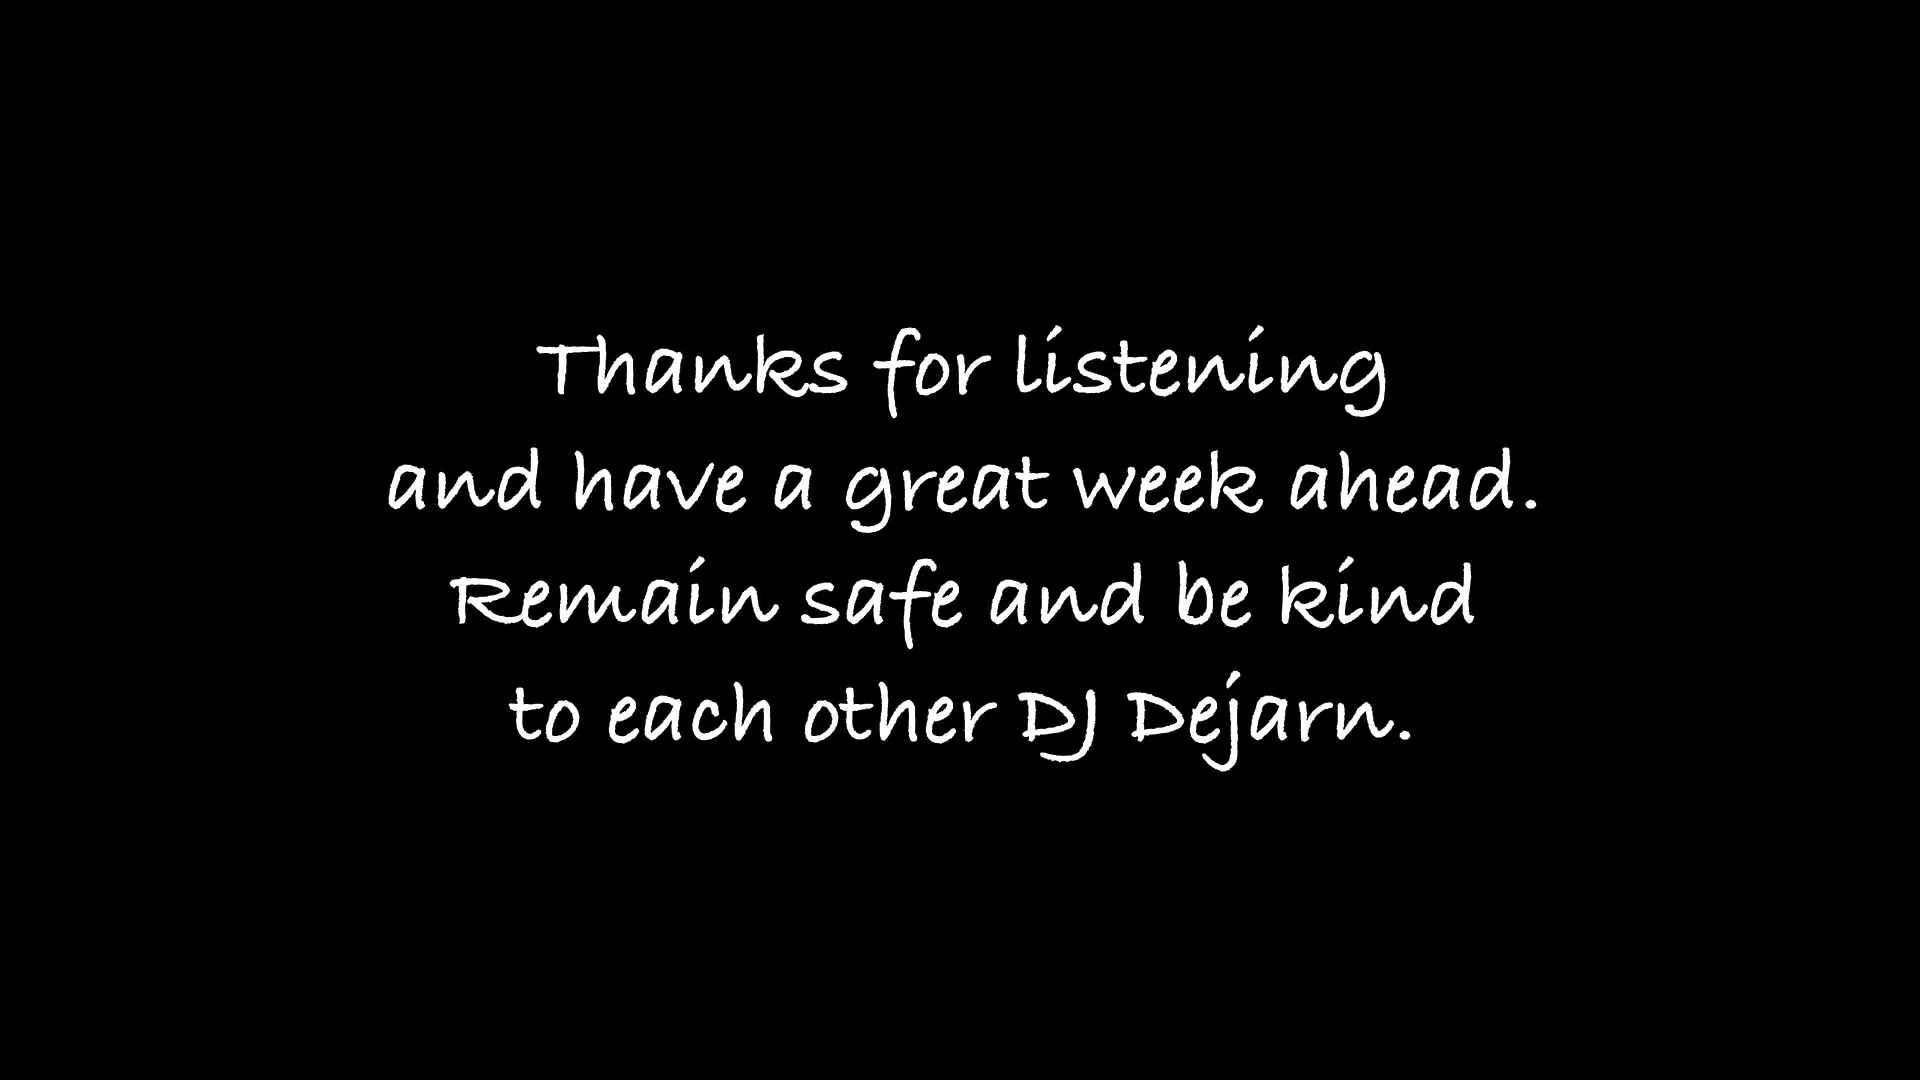 Thanks for listening
and have a great week ahead.
Remain safe and be kind
to each other DJ Dejarn.